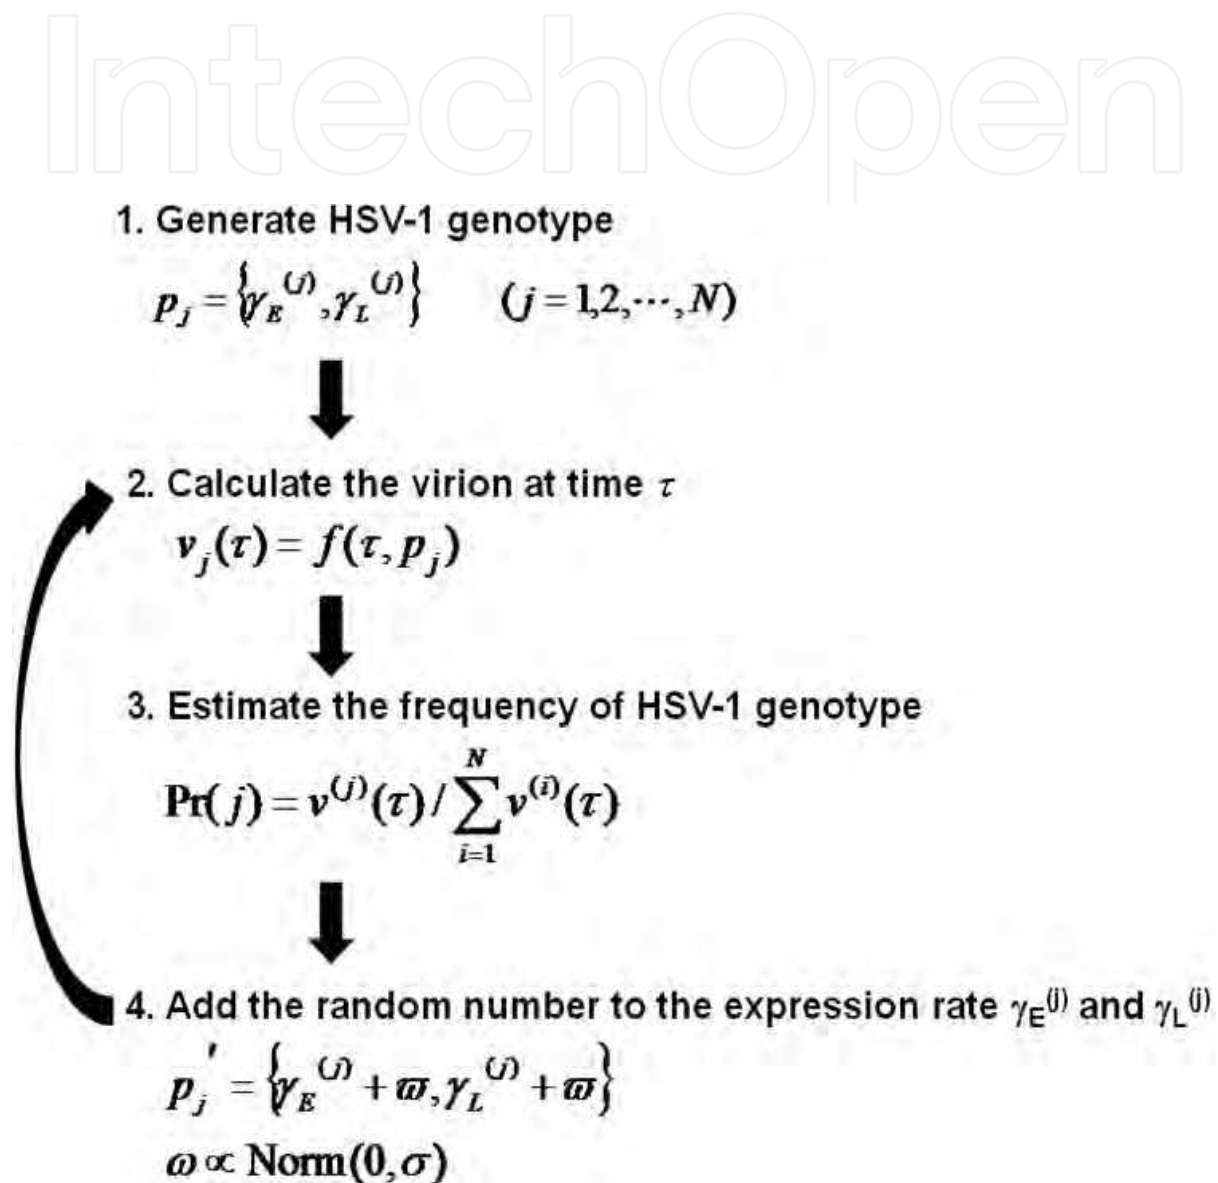 IntechOpen
1. Generate HSV-1 genotype
p_j = {γ_E^(j), γ_L^(j)} (j = 1,2,⋯,N)
2. Calculate the virion at time τ
v_j(τ) = f(τ, p_j)
3. Estimate the frequency of HSV-1 genotype
Pr(j) = v^(j)(τ) / ∑_{i=1}^{N} v^(i)(τ)
4. Add the random number to the expression rate γ_E^(j) and γ_L^(j)
p_j' = {γ_E^(j) + ϖ, γ_L^(j) + ϖ}
ω ∝ Norm(0, σ)